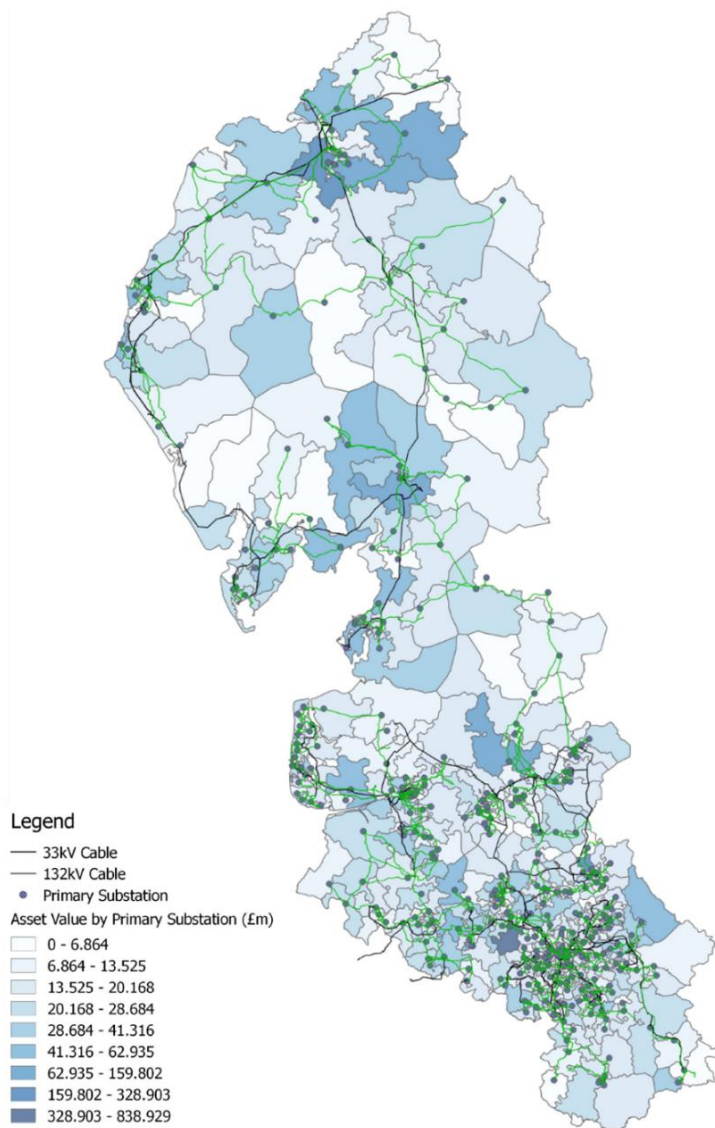 Legend
33kV Cable
132kV Cable
Primary Substation
Asset Value by Primary Substation (£m)
0 - 6.864
6.864 - 13.525
13.525 - 20.168
20.168 - 28.684
28.684 - 41.316
41.316 - 62.935
62.935 - 159.802
159.802 - 328.903
328.903 - 838.929